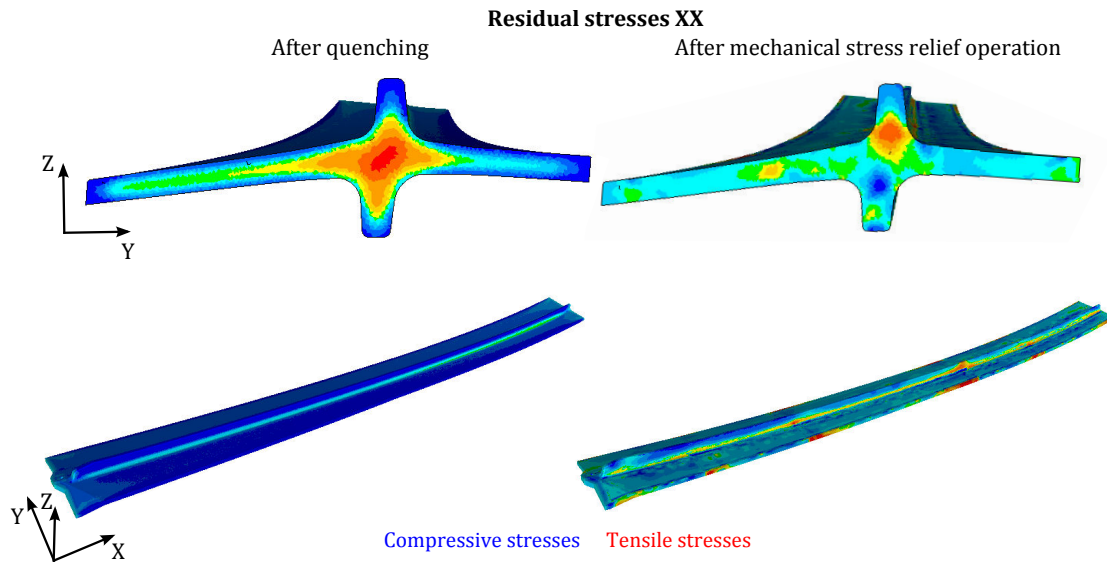 Residual stresses XX
After quenching
After mechanical stress relief operation
Z
Y
Y
Z
X
Compressive stresses
Tensile stresses